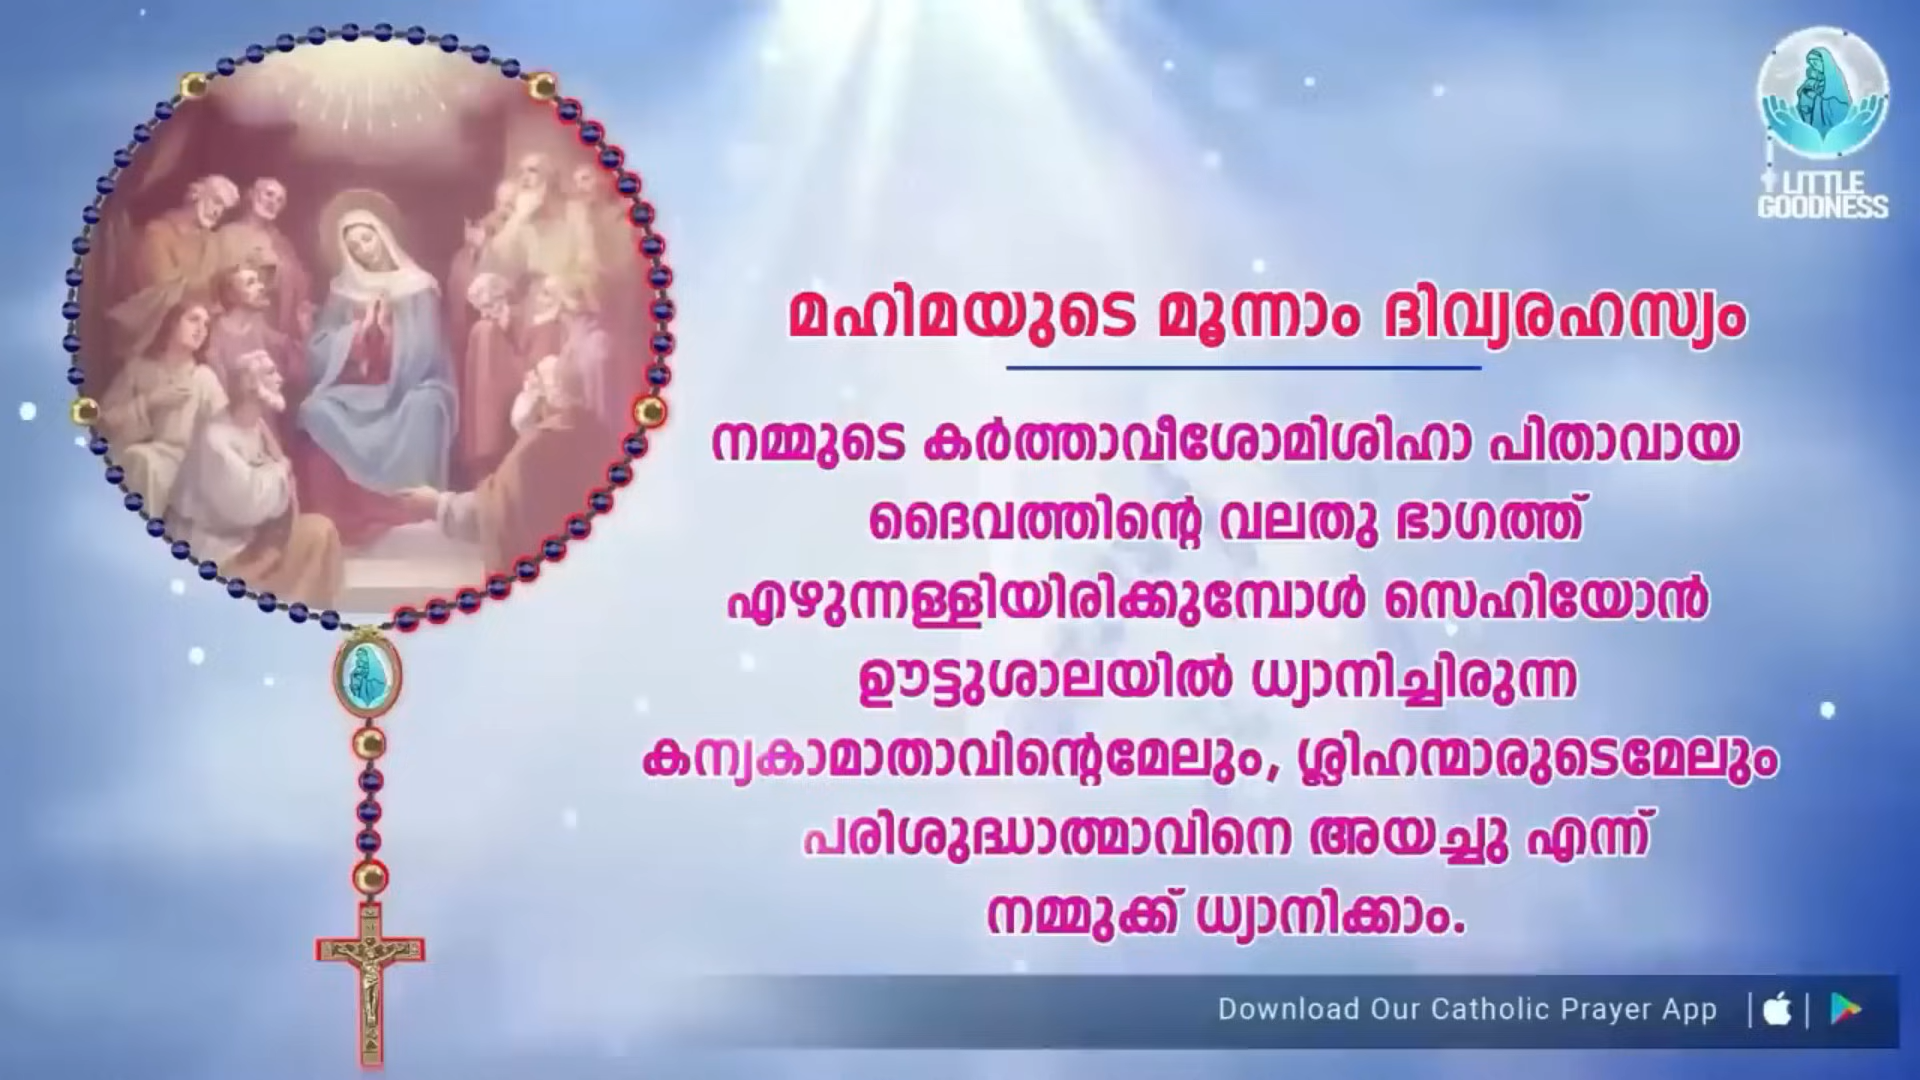 LITTLE
GOODNESS
മഹിമയുടെ മൂന്നാം ദിവ്യരഹസ്യം
നമ്മുടെ കർത്താവീശോമിശിഹാ പിതാവായ
ദൈവത്തിന്റെ വലതു ഭാഗത്ത്
എഴുന്നള്ളിയിരിക്കുമ്പോൾ സെഹിയോൻ
ഊട്ടുശാലയിൽ ധ്യാനിച്ചിരുന്ന
കന്യകാമാതാവിന്റെമേലും, ശ്ലിഹന്മാരുടെമേലും
പരിശുദ്ധാത്മാവിനെ അയച്ചു എന്ന്
നമ്മുക്ക് ധ്യാനിക്കാം.
Download Our Catholic Prayer App